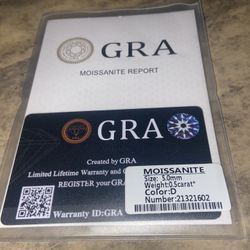 GRA
MOISSANITE REPORT
GRA
Created by GRA
Limited Lifetime Warranty and
REGISTEr your GRA
Warranty ID:GRA
MOISSANITE
Size: 5.0mm
Weight:0.5carat*
Color:D
Number:21321602